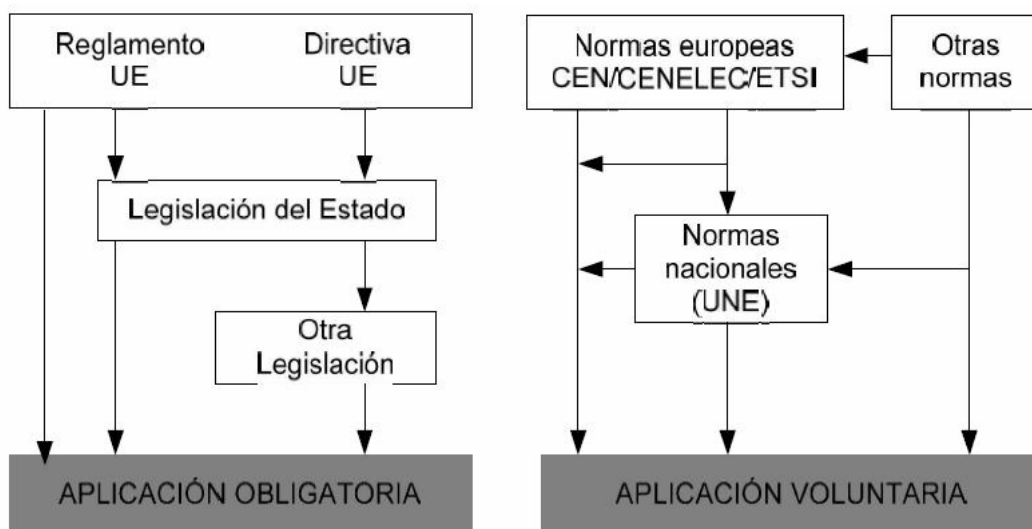 Reglamento
UE
Directiva
UE
Legislación del Estado
Otra
Legislación
APLICACIÓN OBLIGATORIA
Normas europeas
CEN/CENELEC/ETSI
Otras
normas
Normas
nacionales
(UNE)
APLICACIÓN VOLUNTARIA